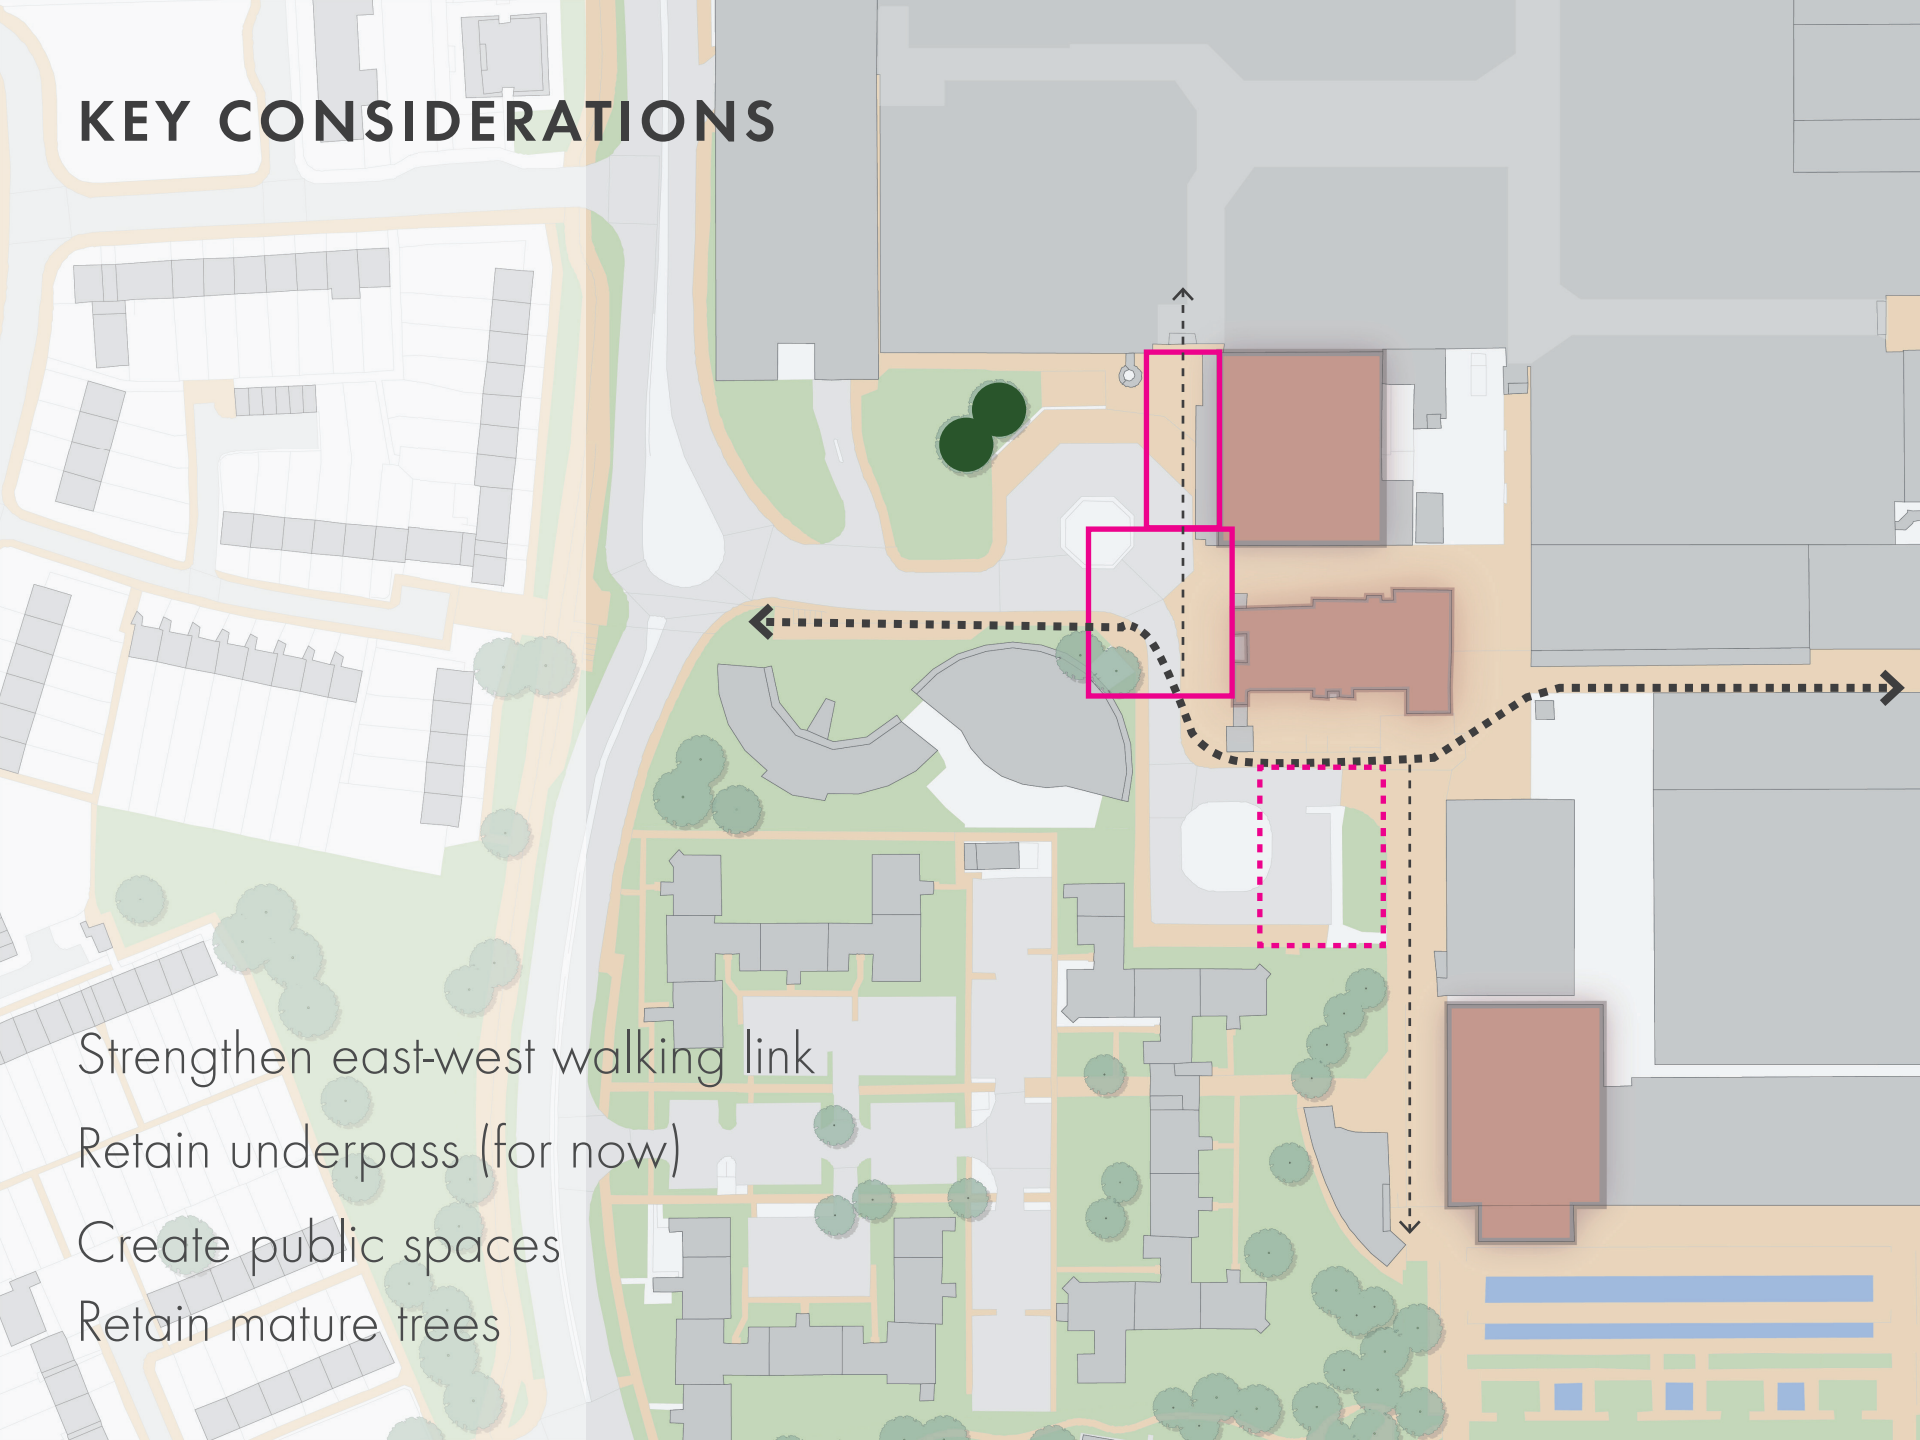 KEY CONSIDERATIONS
Strengthen east-west walking link
Retain underpass (for now)
Create public spaces
Retain mature trees